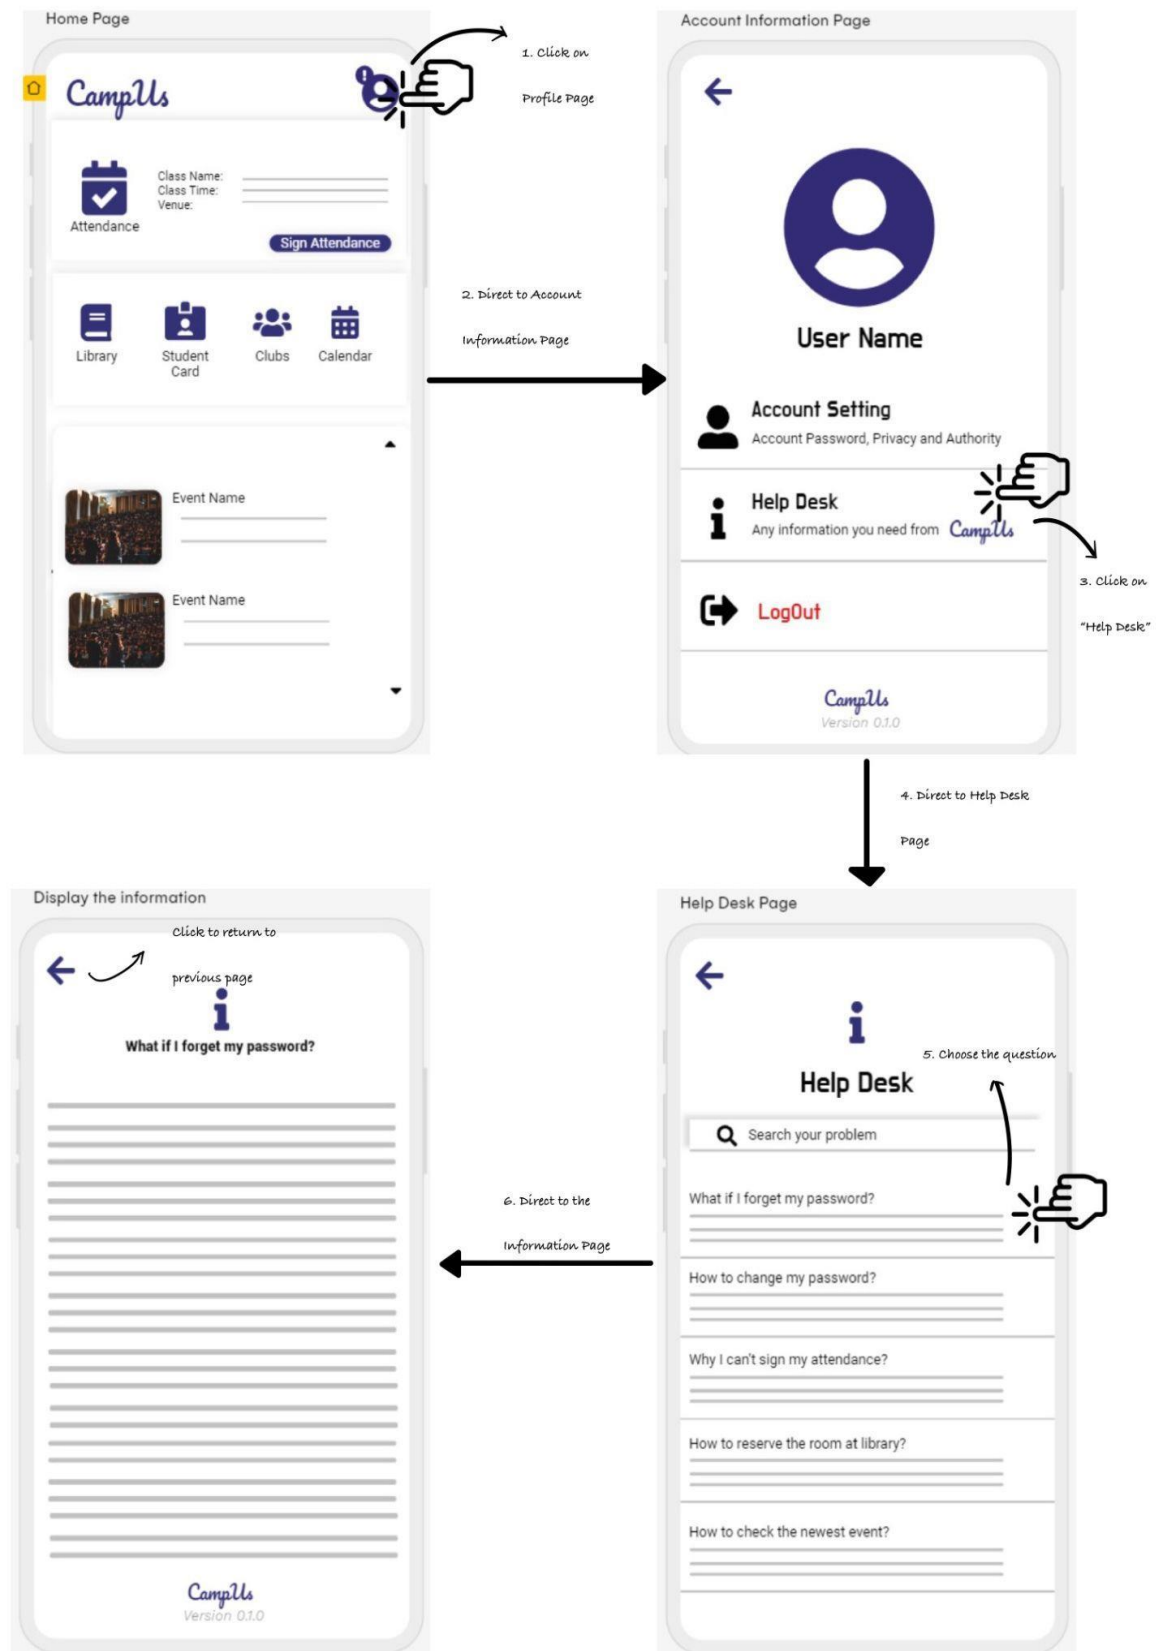 Home Page
CampUs
1. Click on
Profile Page
Class Name:
Class Time:
Venue:
Attendance
Sign Attendance
Library
Student
Card
Clubs
Calendar
Event Name
Event Name
2. Direct to Account
Information Page
Account Information Page
User Name
Account Setting
Account Password, Privacy and Authority
Help Desk
Any information you need from CampUs
3. Click on
"Help Desk"
LogOut
CampUs
Version 0.1.0
4. Direct to Help Desk
Page
Help Desk Page
Help Desk
5. Choose the question
Search your problem
What if I forget my password?
How to change my password?
Why I can't sign my attendance?
How to reserve the room at library?
How to check the newest event?
6. Direct to the
Information Page
Display the information
Click to return to
previous page
What if I forget my password?
CampUs
Version 0.1.0